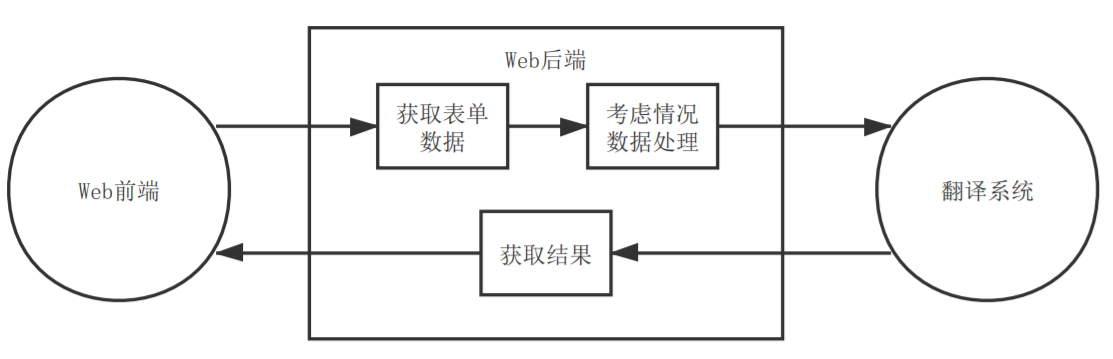 Web后端
获取表单
数据
考虑情况
数据处理
Web前端
翻译系统
获取结果